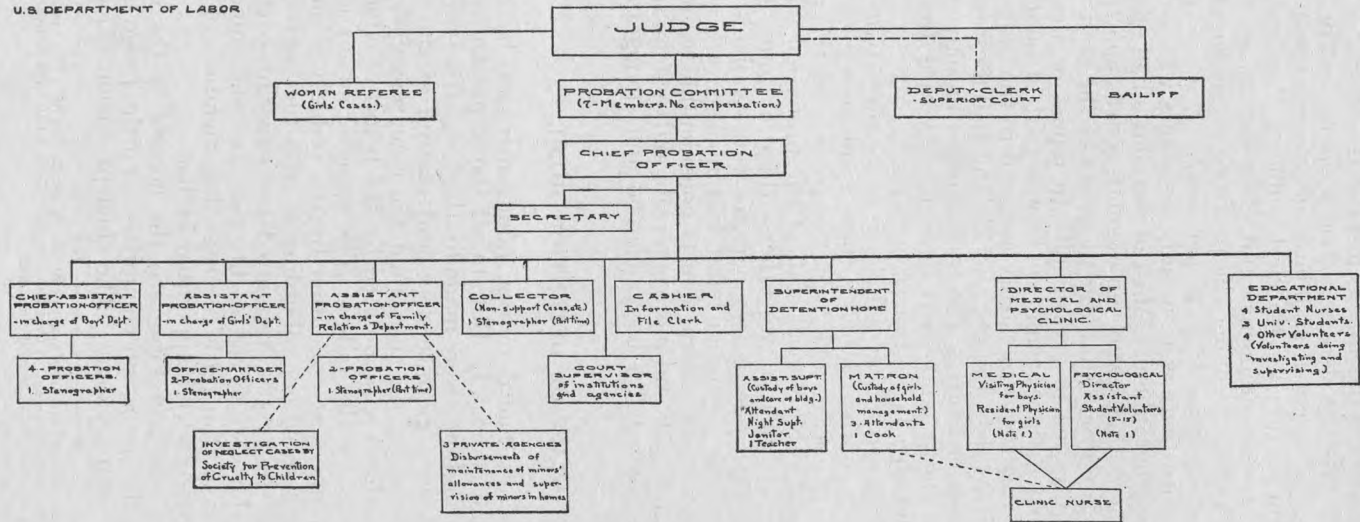 U.S. DEPARTMENT OF LABOR
JUDGE
WOMAN REFEREE
(Girls' Cases.)
PROBATION COMMITTEE
(7-Members. No compensation)
DEPUTY-CLERK
·SUPERIOR COURT
BAILIFF
CHIEF PROBATION
OFFICER
SECRETARY
CHIEF-ASSISTANT
PROBATION-OFFICER
-in charge of Boys' Dept.
ASSISTANT
PROBATION-OFFICER
-in charge of Girls' Dept.
ASSISTANT
PROBATION-OFFICER
-in charge of Family
Relations Department.
COLLECTOR
(Non-support Cases, etc.)
1 Stenographer (Part time)
CASHIER
Information and
File Clerk
SUPERINTENDENT
OF
DETENTION HOME
·DIRECTOR OF
MEDICAL AND
PSYCHOLOGICAL
CLINIC.
EDUCATIONAL
DEPARTMENT
4 Student Nurses
3 Univ. Students.
4 Other Volunteers
(Volunteers doing
investigating and
supervising)
4-PROBATION
OFFICERS.
1. Stenographer
OFFICE-MANAGER
2-Probation Officers
1-Stenographer
2-PROBATION
OFFICERS
1-Stenographer (Part time)
COURT
SUPERVISOR
of institutions
and agencies
ASSIST. SUPT.
(Custody of boys
and care of bldg.)
Attendant
Night Supt.
Janitor
1 Teacher
MATRON
(Custody of girls
and household
management.)
3-Attendants
1 Cook
MEDICAL
Visiting Physician
for boys.
Resident Physician
for girls
PSYCHOLOGICAL
Director
Assistant
Student Volunteers
(Note 1.)
INVESTIGATION
OF NEGLECT CASES BY
Society for Prevention
of Cruelty to Children
3 PRIVATE-AGENCIES
Disbursements of
maintenance of minors'
allowances and super-
vision of minors in homes
CLINIC NURSE